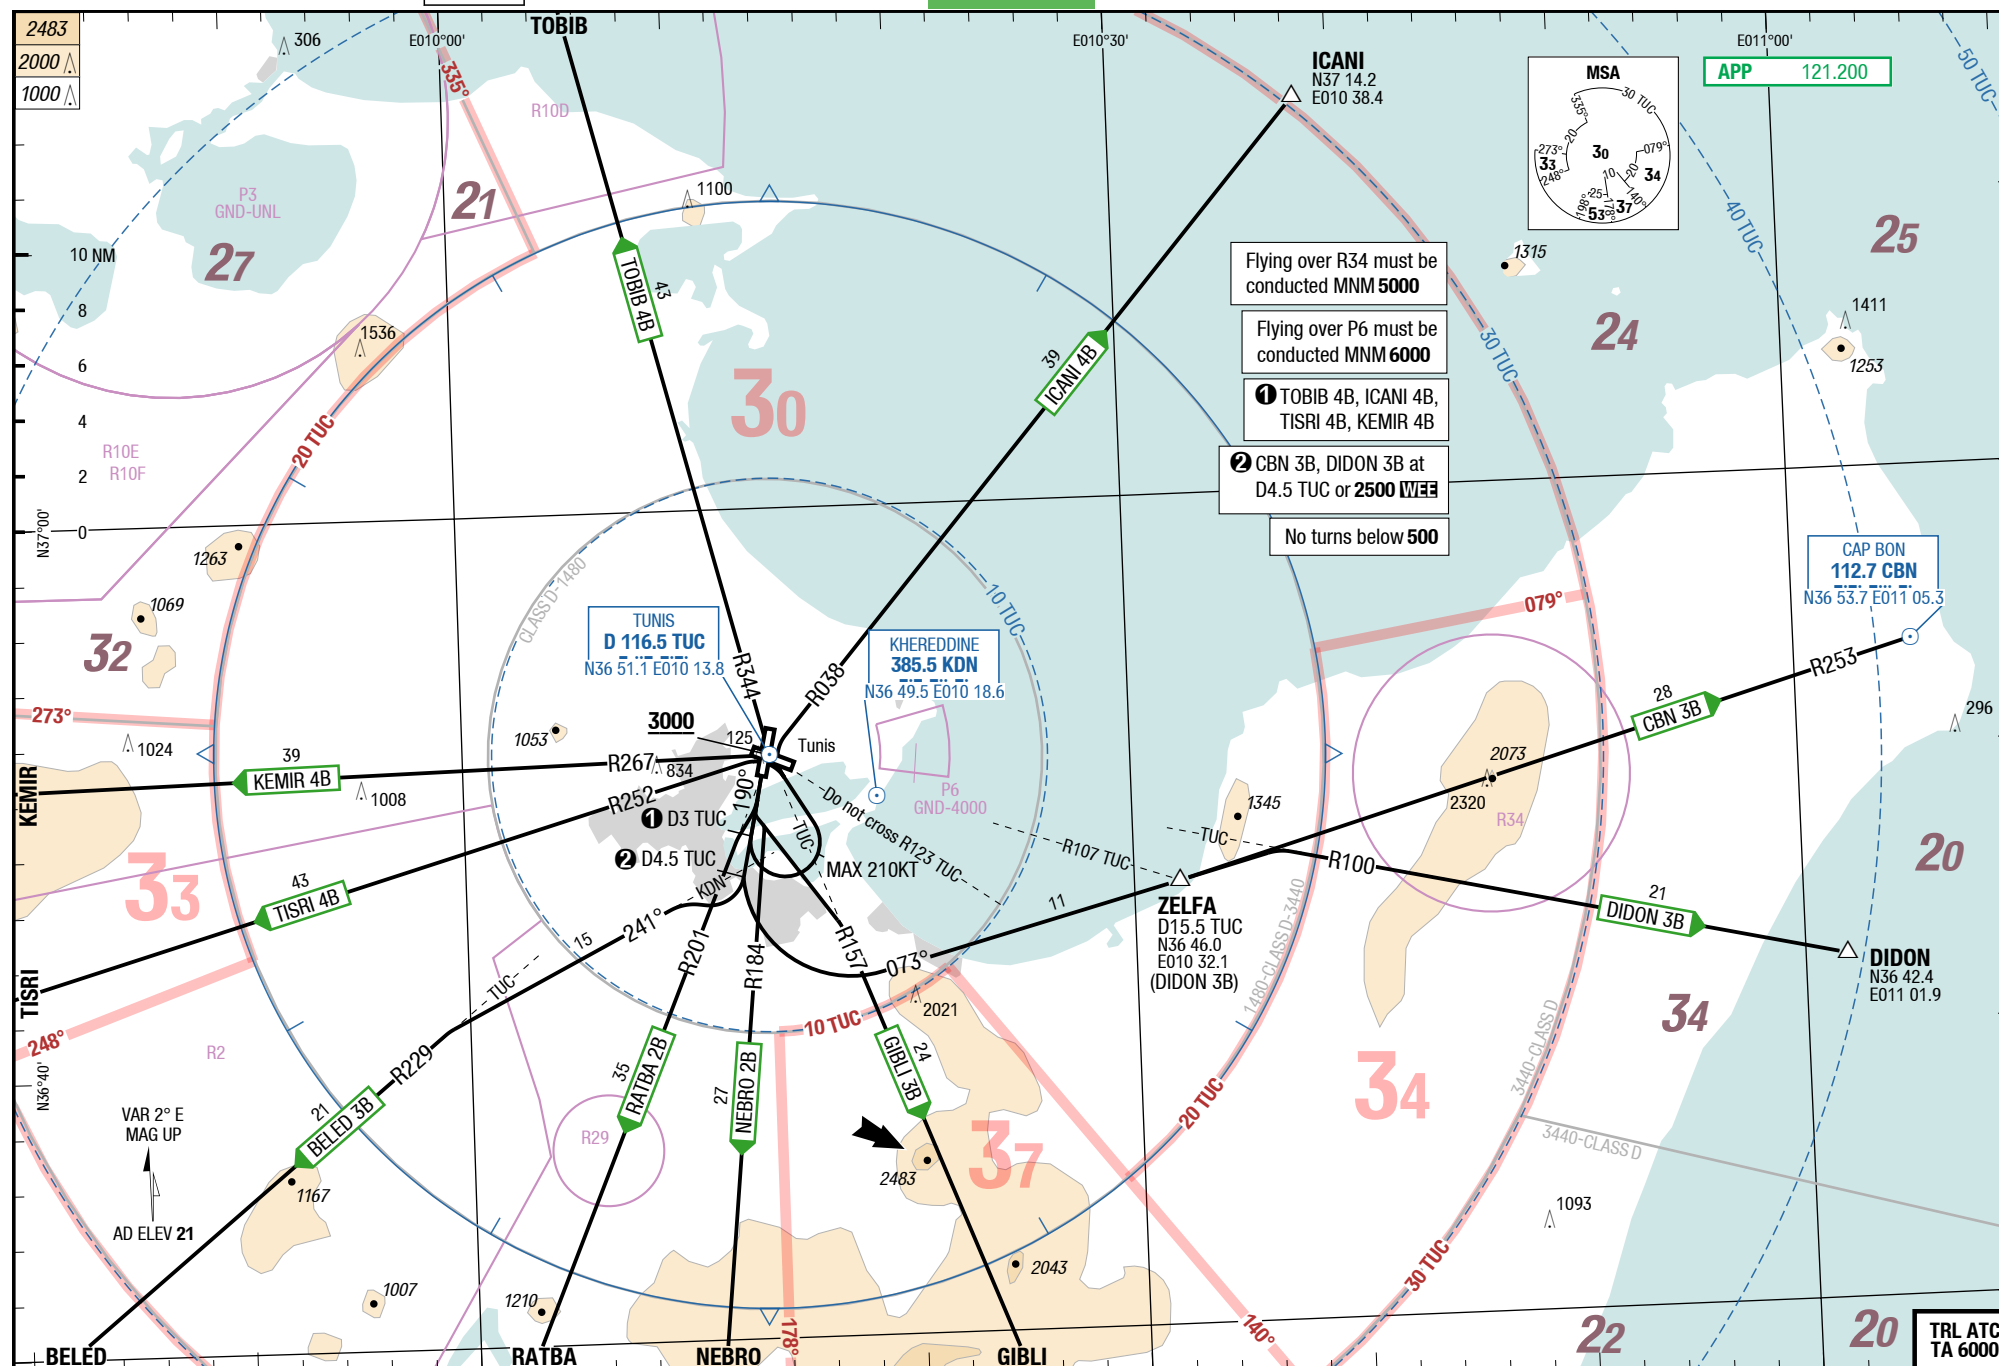 2483
2000
1000
306
E010°00'
TOBIB
E010°30'
E011°00'
335°
R10D
ICANI
N37 14.2
E010 38.4
MSA
30 TUC
335°
20
273°
33
248°
30
079°
20
34
10
25
140°
198°
53
178°
37
APP 121.200
50 TUC
P3
GND-UNL
21
1100
27
10 NM
8
6
4
2
0
TOBIB 4B
43
1536
Flying over R34 must be
conducted MNM 5000
Flying over P6 must be
conducted MNM 6000
1 TOBIB 4B, ICANI 4B,
TISRI 4B, KEMIR 4B
2 CBN 3B, DIDON 3B at
D4.5 TUC or 2500 WEE
No turns below 500
40 TUC
25
1315
24
1411
1253
30 TUC
39
ICANI 4B
30
20 TUC
R10E
R10F
N37°00'
1263
1069
32
CLASS D-1480
10 TUC
TUNIS
D 116.5 TUC
N36 51.1 E010 13.8
KHEREDDINE
385.5 KDN
N36 49.5 E010 18.6
R344
R038
CAP BON
112.7 CBN
N36 53.7 E011 05.3
079°
R253
28
CBN 3B
296
273°
1024
1053
3000
125
Tunis
39
KEMIR 4B
R267
834
KEMIR
1008
R252
190°
1 D3 TUC
2 D4.5 TUC
TUC
Do not cross R123 TUC
MAX 210KT
P6
GND-4000
R107 TUC
TUC
1345
2073
2320
R34
R100
20
33
43
TISRI 4B
TISRI
KDN
241°
15
R201
R184
R157
073°
11
ZELFA
D15.5 TUC
N36 46.0
E010 32.1
(DIDON 3B)
1480-CLASS D-3440
21
DIDON 3B
DIDON
N36 42.4
E011 01.9
248°
R2
TUC
R229
10 TUC
2021
34
3440-CLASS D
34
N36°40'
VAR 2° E
MAG UP
AD ELEV 21
21
BELED 3B
35
RATBA 2B
27
NEBRO 2B
24
GIBLI 3B
20 TUC
R29
37
2483
3440-CLASS D
1167
1093
2043
30 TUC
1007
1210
178°
140°
22
20
TRL ATC
TA 6000
BELED
RATBA
NEBRO
GIBLI